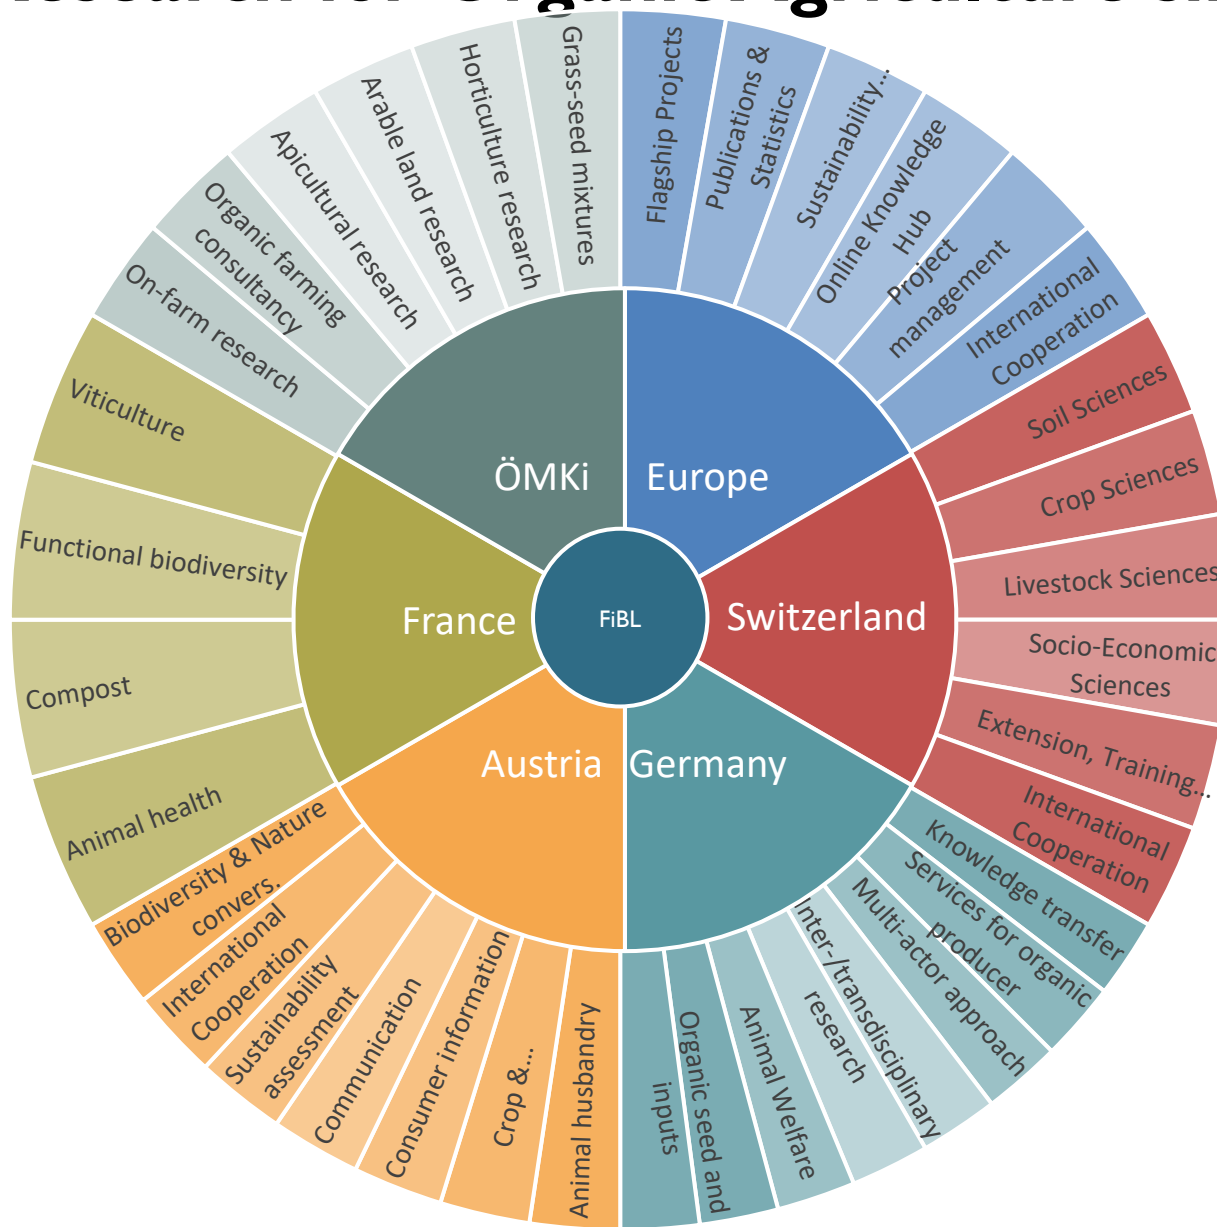 Research for Organic Agriculture
Flagship Projects
Publications &
Statistics
Sustainability...
Online Knowledge
Hub
Project
management
International
Cooperation
Soil Sciences
Crop Sciences
Livestock Sciences
Socio-Economic
Sciences
Extension, Training...
International
Cooperation
Knowledge transfer
Services for organic
producer
Multi-actor approach
Inter-/transdisciplinary
research
Animal Welfare
Organic seed and
inputs
Animal husbandry
Crop &...
Consumer information
Communication
Sustainability
assessment
International
Cooperation
Biodiversity & Nature
convers.
Animal health
Compost
Functional biodiversity
Viticulture
On-farm research
Organic farming
consultancy
Apicultural research
Arable land research
Horticulture research
Grass-seed mixtures
ÖMKi
Europe
France
FiBL
Switzerland
Austria
Germany